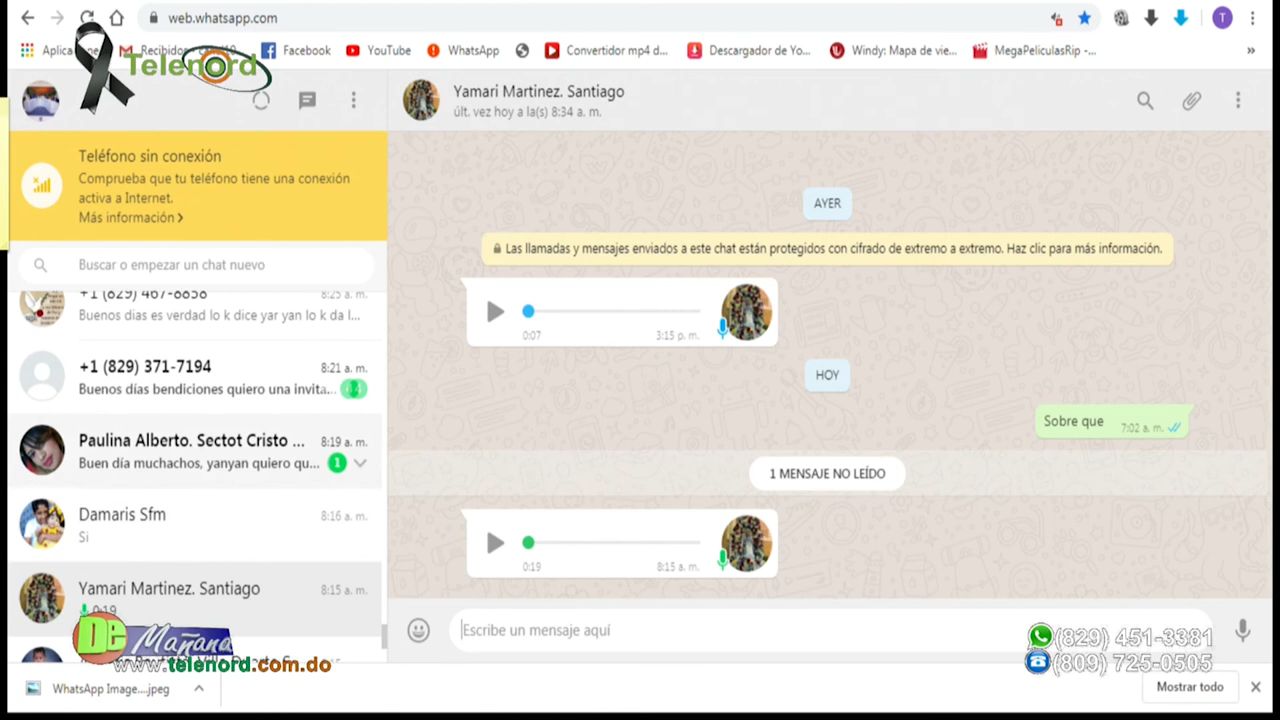 web.whatsapp.com
T
Facebook
YouTube
WhatsApp
Convertidor mp4 d...
Descargador de Yo...
Windy: Mapa de vie...
MegaPeliculasRip -...
»
Telenord
Teléfono sin conexión
Comprueba que tu teléfono tiene una conexión
activa a Internet.
Más información >
Buscar o empezar un chat nuevo
+1 (829) 467-8858
8:25 a. m.
Buenos dias es verdad lo k dice yar yan lo k da l...
+1 (829) 371-7194
8:21 a. m.
Buenos días bendiciones quiero una invita...
Paulina Alberto. Sectot Cristo ...
8:19 a. m.
Buen día muchachos, yanyan quiero qu...
1
Damaris Sfm
8:16 a. m.
Si
Yamari Martinez. Santiago
8:15 a. m.
0:19
De Mañana
www.telenord.com.do
WhatsApp Image....jpeg
Yamari Martinez. Santiago
últ. vez hoy a la(s) 8:34 a. m.
AYER
Las llamadas y mensajes enviados a este chat están protegidos con cifrado de extremo a extremo. Haz clic para más información.
0:07
3:15 p. m.
HOY
Sobre que
7:02 a. m.
1 MENSAJE NO LEÍDO
0:19
8:15 a. m.
Escribe un mensaje aquí
(829) 451-3381
(809) 725-0505
Mostrar todo